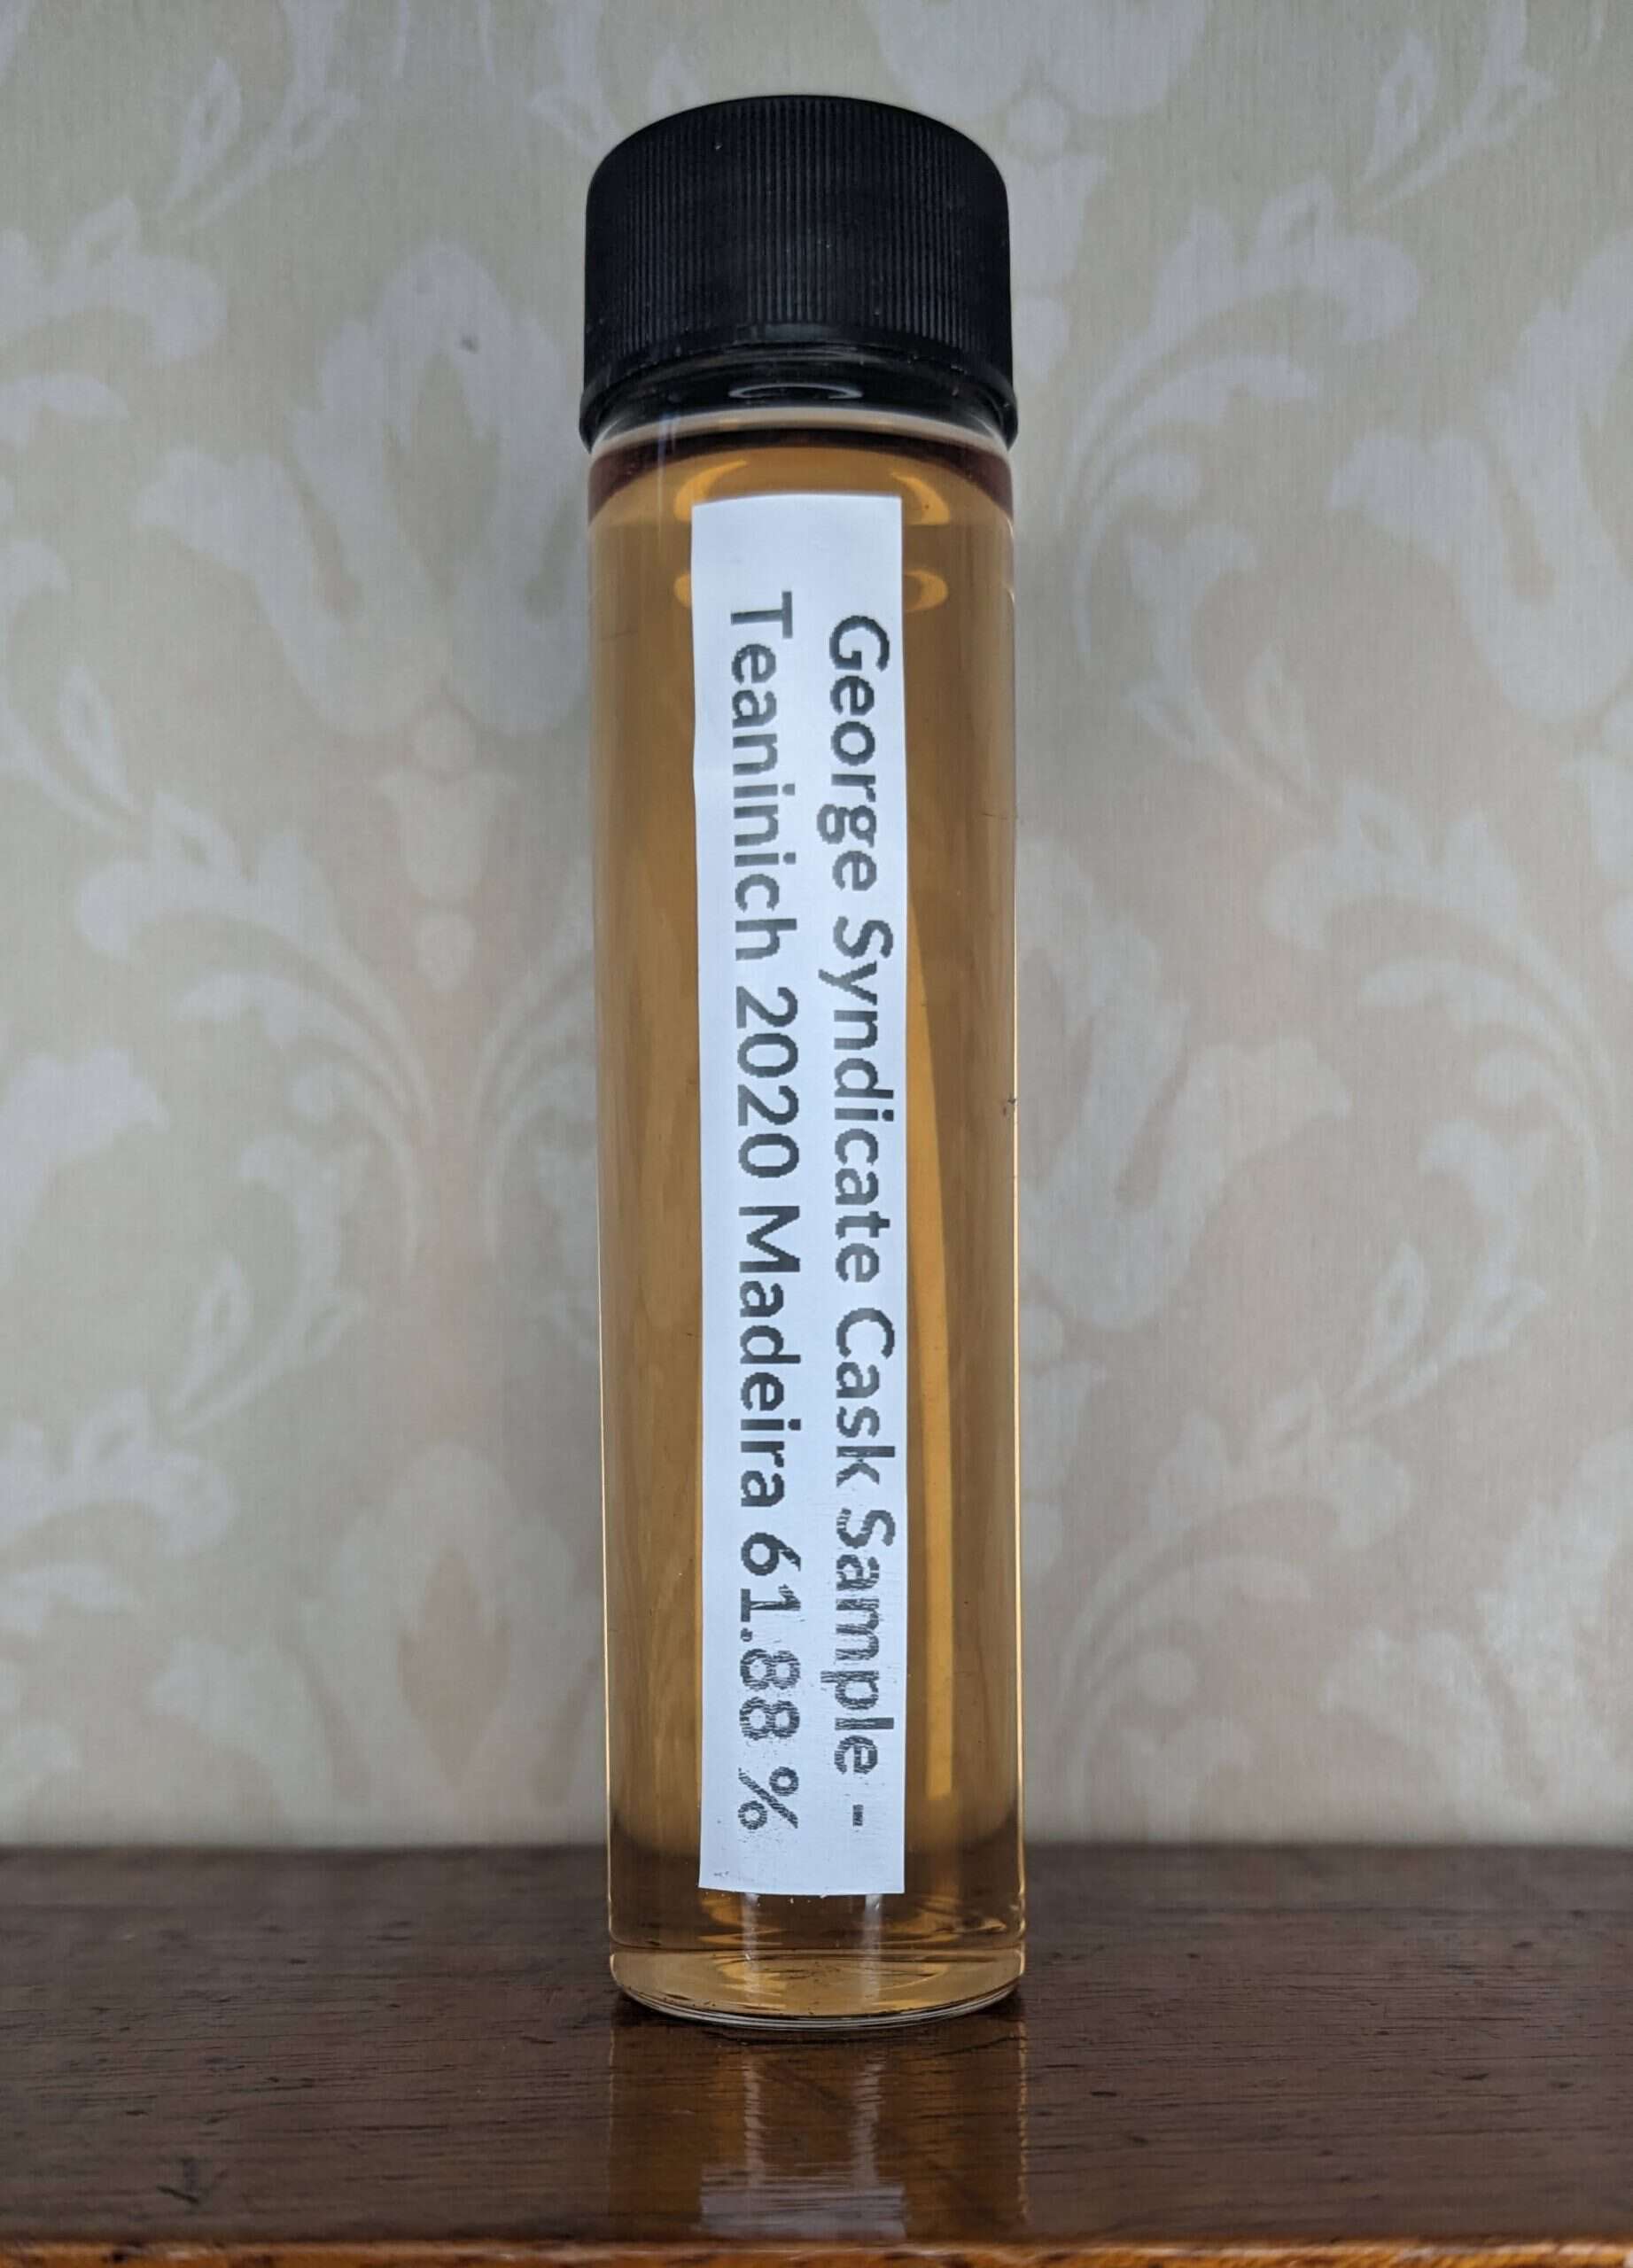 George Syndicate Cask Sample -
Teaninich 2020 Madeira 61.88 %